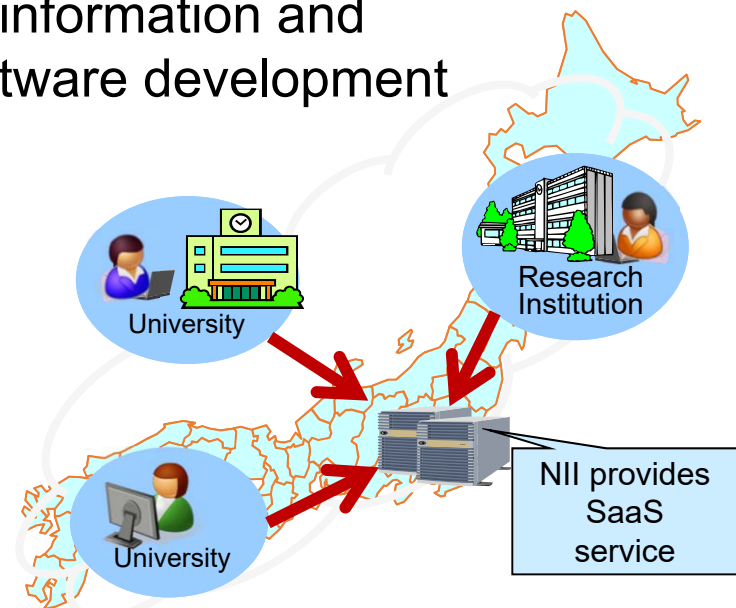 information and
tware development
Research
Institution
University
University
NII provides
SaaS
service